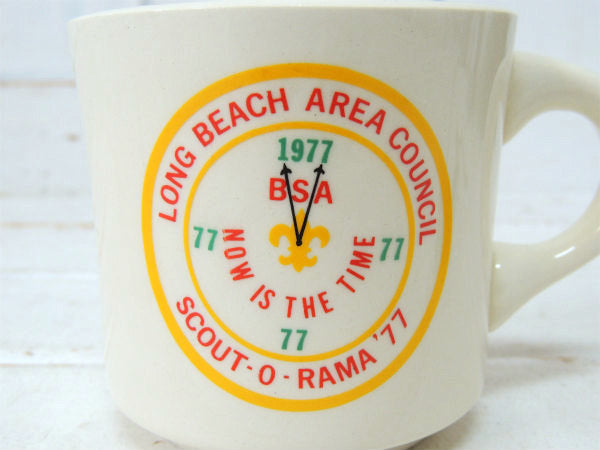 LONG BEACH AREA COUNCIL
1977
BSA
77
77
NOW IS THE TIME
77
SCOUT-O-RAMA '77